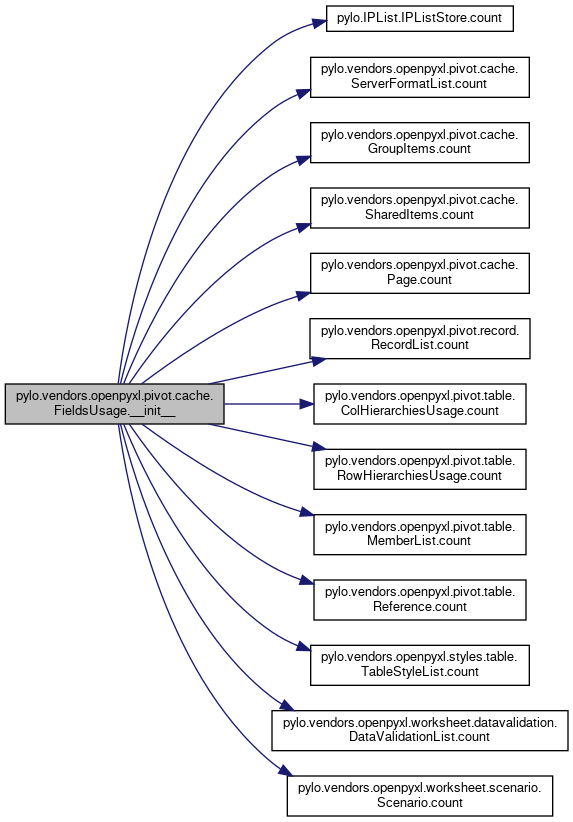 pylo.IPList.IPListStore.count
pylo.vendors.openpyxl.pivot.cache.
ServerFormatList.count
pylo.vendors.openpyxl.pivot.cache.
GroupItems.count
pylo.vendors.openpyxl.pivot.cache.
SharedItems.count
pylo.vendors.openpyxl.pivot.cache.
Page.count
pylo.vendors.openpyxl.pivot.record.
RecordList.count
pylo.vendors.openpyxl.pivot.cache.
FieldsUsage.__init__
pylo.vendors.openpyxl.pivot.table.
ColHierarchiesUsage.count
pylo.vendors.openpyxl.pivot.table.
RowHierarchiesUsage.count
pylo.vendors.openpyxl.pivot.table.
MemberList.count
pylo.vendors.openpyxl.pivot.table.
Reference.count
pylo.vendors.openpyxl.styles.table.
TableStyleList.count
pylo.vendors.openpyxl.worksheet.datavalidation.
DataValidationList.count
pylo.vendors.openpyxl.worksheet.scenario.
Scenario.count